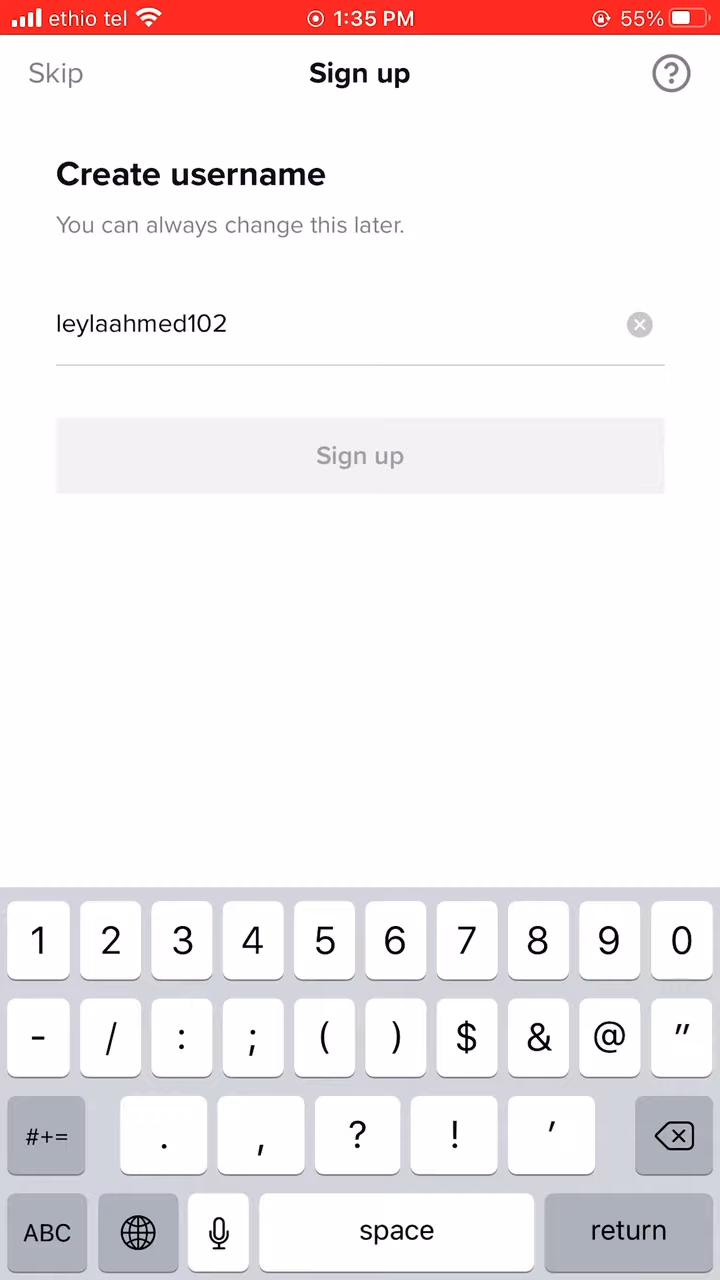 ethio tel 1:35 PM 55%
Skip Sign up ?
Create username
You can always change this later.
leylaahmed102
Sign up
1 2 3 4 5 6 7 8 9 0
- / : ; ( ) $ & @ "
#+= . , ? ! '
ABC space return